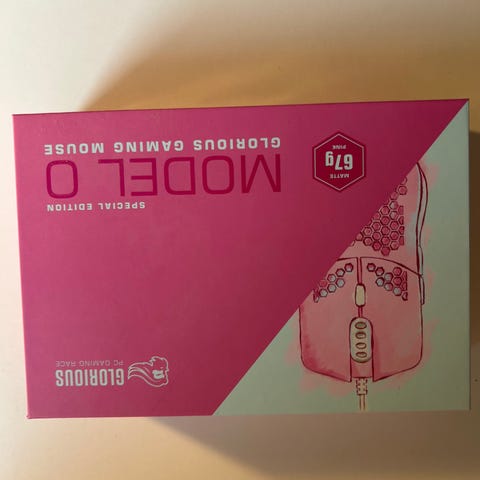 GLORIOUS
PC GAMING RACE
SPECIAL EDITION
MODEL O
GLORIOUS GAMING MOUSE
67g
MATTE
PINK